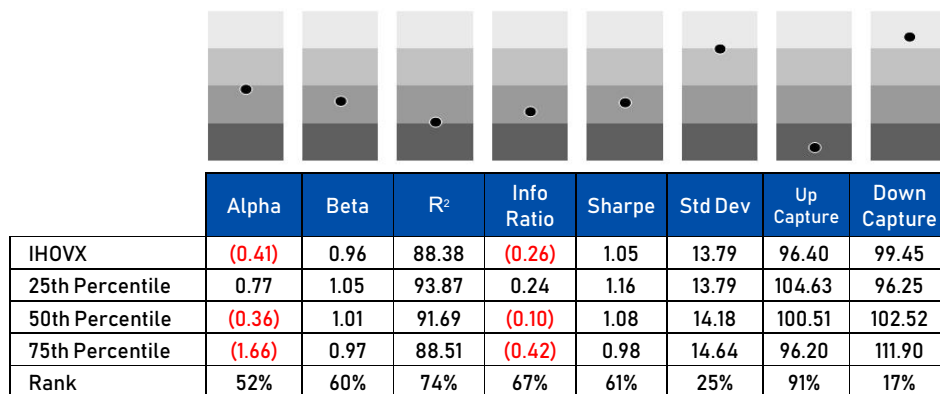 Alpha Beta R² Info Ratio Sharpe Std Dev Up Capture Down Capture
IHOVX (0.41) 0.96 88.38 (0.26) 1.05 13.79 96.40 99.45
25th Percentile 0.77 1.05 93.87 0.24 1.16 13.79 104.63 96.25
50th Percentile (0.36) 1.01 91.69 (0.10) 1.08 14.18 100.51 102.52
75th Percentile (1.66) 0.97 88.51 (0.42) 0.98 14.64 96.20 111.90
Rank 52% 60% 74% 67% 61% 25% 91% 17%